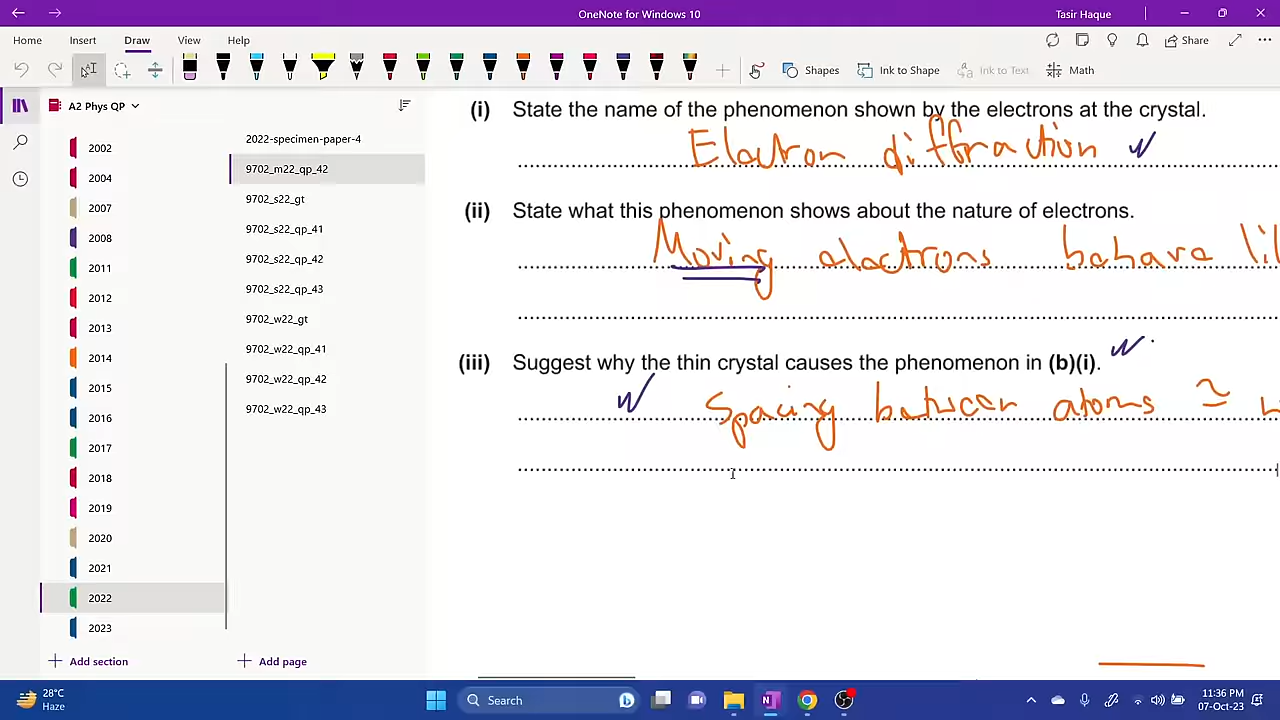 OneNote for Windows 10
Tasir Haque
Home Insert Draw View Help
Share
Shapes
Ink to Shape
Ink to Text
Math
A2 Phys QP
2002
2004
2007
2008
2011
2012
2013
2014
2015
2016
2017
2018
2019
2020
2021
2022
2023
Add section
2022-specimen-paper-4
9702_m22_qp_42
9702_s22_gt
9702_s22_qp_41
9702_s22_qp_42
9702_s22_qp_43
9702_w22_gt
9702_w22_qp_41
9702_w22_qp_42
9702_w22_qp_43
Add page
(i) State the name of the phenomenon shown by the electrons at the crystal.
Electron diffraction
(ii) State what this phenomenon shows about the nature of electrons.
Moving electrons behave
(iii) Suggest why the thin crystal causes the phenomenon in (b)(i).
Spacing between atoms ≅
28°C
Haze
Search
11:36 PM
07-Oct-23